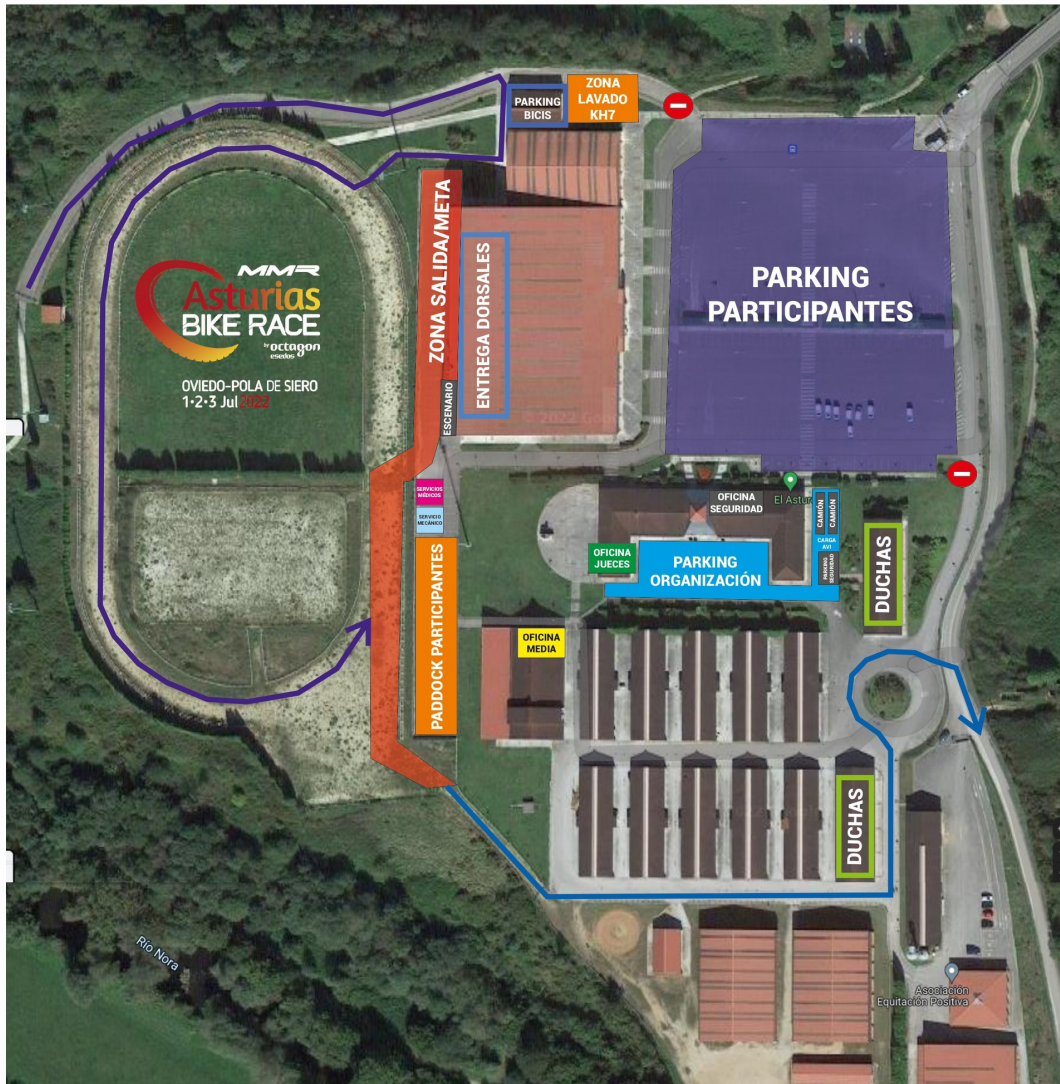 ZONA
LAVADO
KH7
PARKING
BICIS
ZONA SALIDA/META
ENTREGA DORSALES
ESCENARIO
PARKING
PARTICIPANTES
MMR
Asturias
BIKE RACE
by octagon
esedos
OVIEDO-POLA DE SIERO
1·2·3 Jul 2022
SERVICIOS
MÉDICOS
SERVICIO
MECÁNICO
PADDOCK PARTICIPANTES
OFICINA
SEGURIDAD
El Astur
CAMIÓN
CAMIÓN
CARGA
AVI
PARKING
SEGURIDAD
OFICINA
JUECES
PARKING
ORGANIZACIÓN
DUCHAS
OFICINA
MEDIA
DUCHAS
Río Nora
Asociación
Equitación Positiva